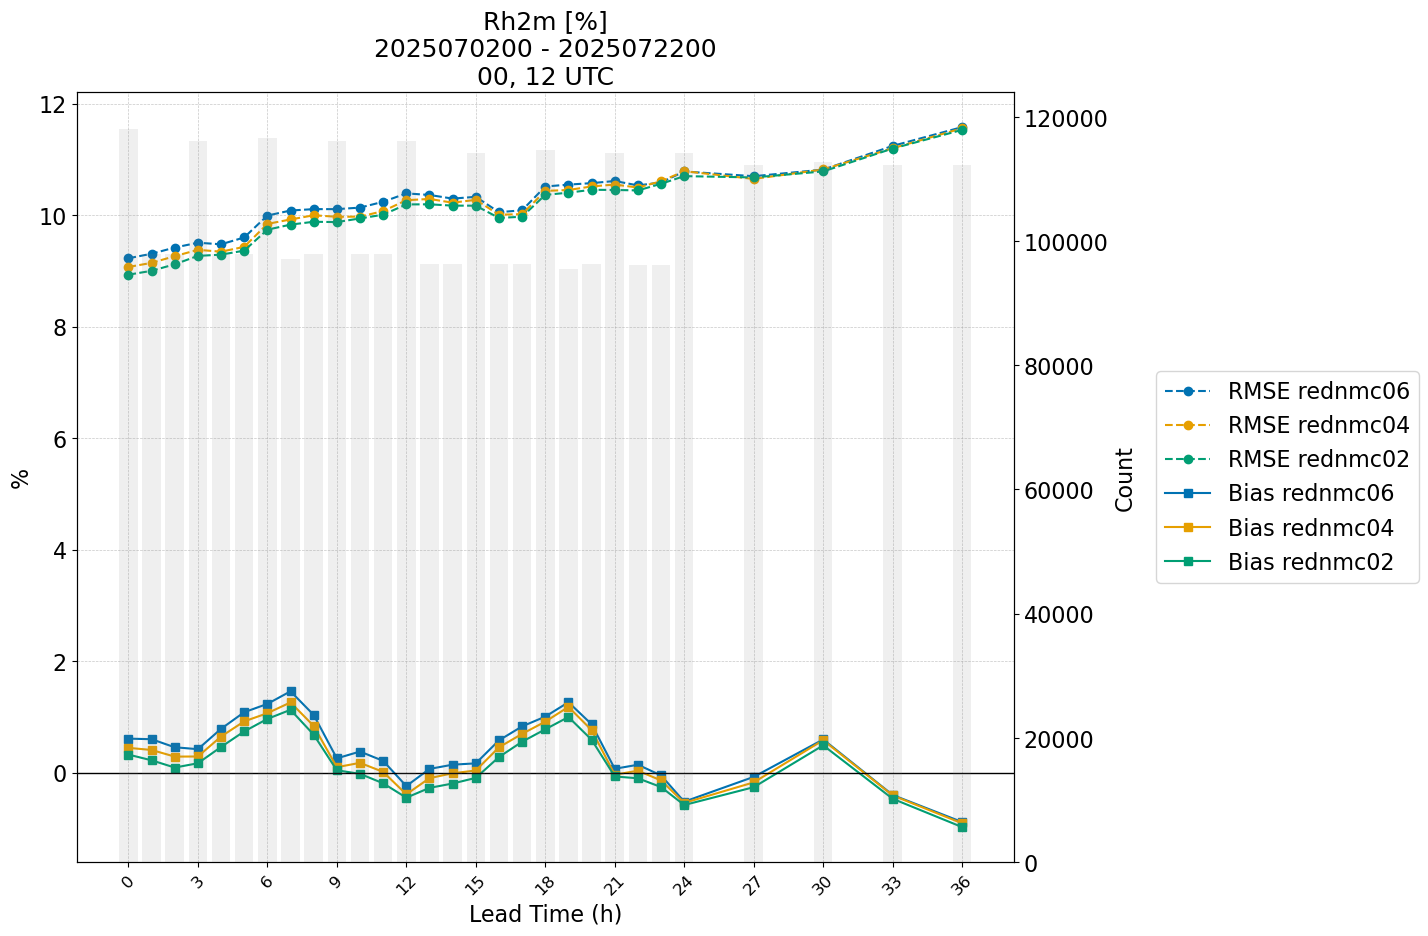 Rh2m [%]
2025070200 - 2025072200
00, 12 UTC
12
10
8
6
4
2
0
%
120000
100000
80000
60000
40000
20000
0
Count
0
3
6
9
12
15
18
21
24
27
30
33
36
Lead Time (h)
RMSE rednmc06
RMSE rednmc04
RMSE rednmc02
Bias rednmc06
Bias rednmc04
Bias rednmc02